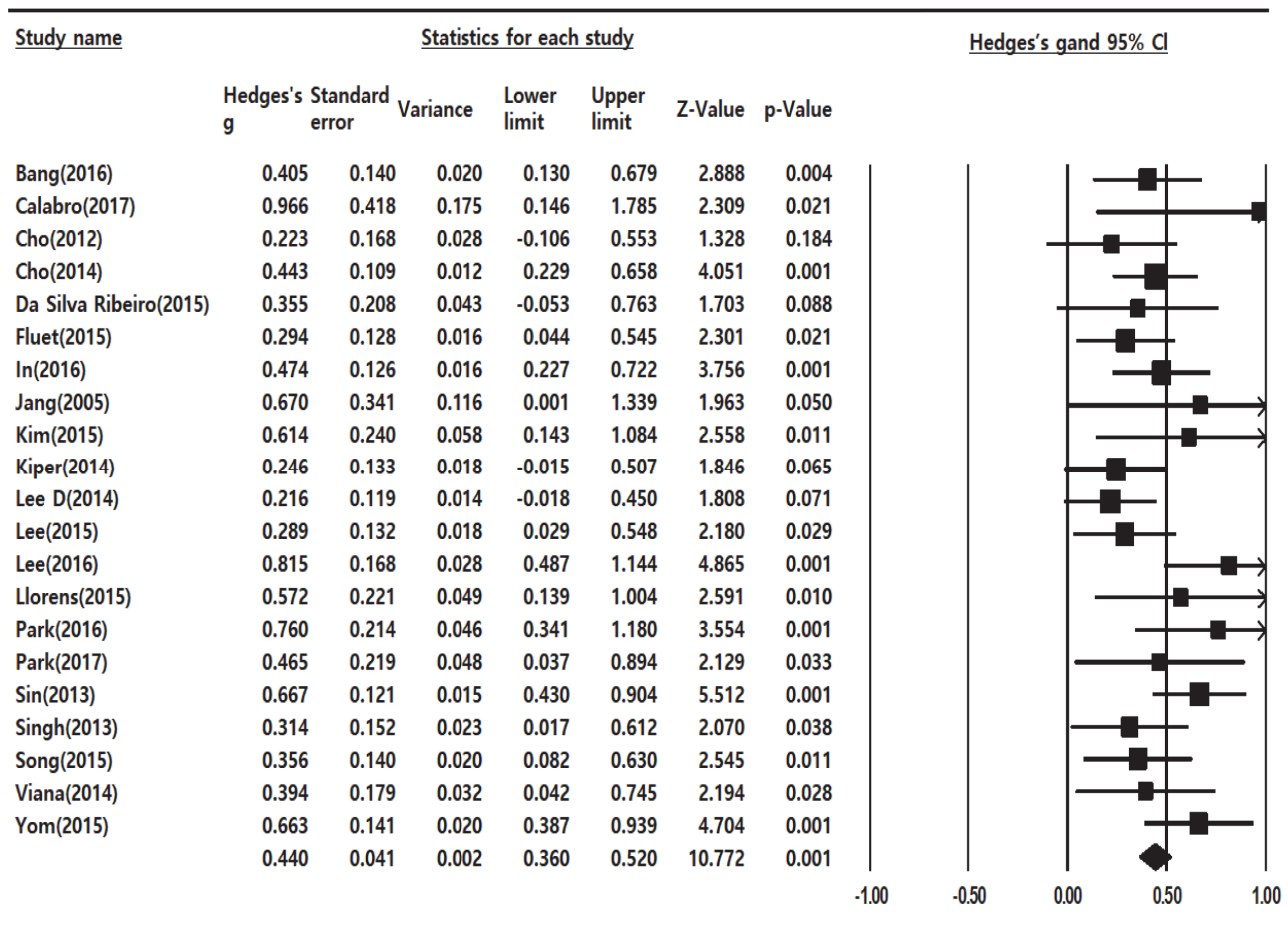 Study name Statistics for each study Hedges's gand 95% CI
Hedges's Standard Variance Lower Upper Z-Value p-Value
g error limit limit
Bang(2016) 0.405 0.140 0.020 0.130 0.679 2.888 0.004
Calabro(2017) 0.966 0.418 0.175 0.146 1.785 2.309 0.021
Cho(2012) 0.223 0.168 0.028 -0.106 0.553 1.328 0.184
Cho(2014) 0.443 0.109 0.012 0.229 0.658 4.051 0.001
Da Silva Ribeiro(2015) 0.355 0.208 0.043 -0.053 0.763 1.703 0.088
Fluet(2015) 0.294 0.128 0.016 0.044 0.545 2.301 0.021
In(2016) 0.474 0.126 0.016 0.227 0.722 3.756 0.001
Jang(2005) 0.670 0.341 0.116 0.001 1.339 1.963 0.050
Kim(2015) 0.614 0.240 0.058 0.143 1.084 2.558 0.011
Kiper(2014) 0.246 0.133 0.018 -0.015 0.507 1.846 0.065
Lee D(2014) 0.216 0.119 0.014 -0.018 0.450 1.808 0.071
Lee(2015) 0.289 0.132 0.018 0.029 0.548 2.180 0.029
Lee(2016) 0.815 0.168 0.028 0.487 1.144 4.865 0.001
Llorens(2015) 0.572 0.221 0.049 0.139 1.004 2.591 0.010
Park(2016) 0.760 0.214 0.046 0.341 1.180 3.554 0.001
Park(2017) 0.465 0.219 0.048 0.037 0.894 2.129 0.033
Sin(2013) 0.667 0.121 0.015 0.430 0.904 5.512 0.001
Singh(2013) 0.314 0.152 0.023 0.017 0.612 2.070 0.038
Song(2015) 0.356 0.140 0.020 0.082 0.630 2.545 0.011
Viana(2014) 0.394 0.179 0.032 0.042 0.745 2.194 0.028
Yom(2015) 0.663 0.141 0.020 0.387 0.939 4.704 0.001
0.440 0.041 0.002 0.360 0.520 10.772 0.001
-1.00 -0.50 0.00 0.50 1.00